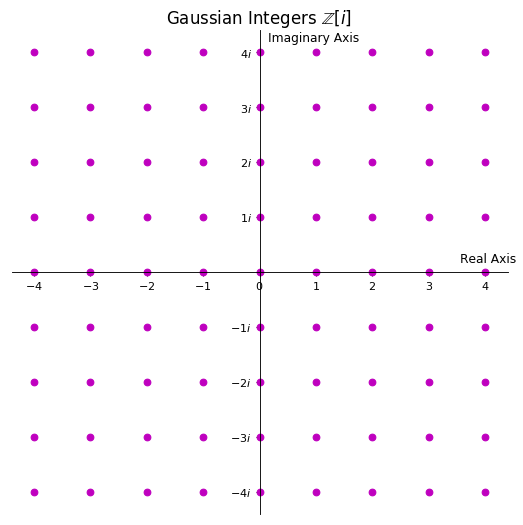 Gaussian Integers ℤ[i]
Imaginary Axis
4i
3i
2i
1i
Real Axis
−4 −3 −2 −1 0 1 2 3 4
−1i
−2i
−3i
−4i